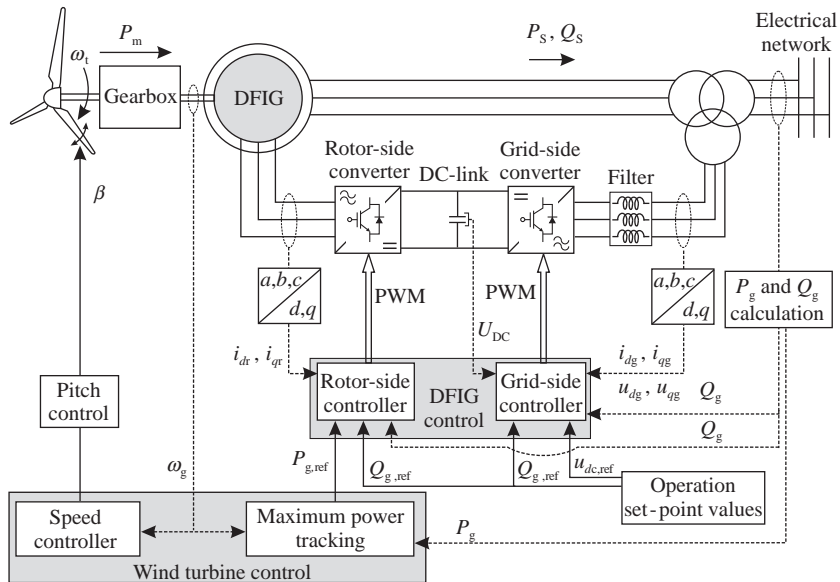 P_m
P_S, Q_S
Electrical
network
ω_t
Gearbox
DFIG
Rotor-side
converter
DC-link
Grid-side
converter
Filter
β
a,b,c
d,q
PWM
PWM
U_DC
a,b,c
d,q
P_g and Q_g
calculation
i_dr, i_qr
i_dg, i_qg
Pitch
control
Rotor-side
controller
DFIG
control
Grid-side
controller
u_dg, u_qg
Q_g
Q_g
ω_g
P_g,ref
Q_g,ref
Q_g,ref
u_dc,ref
Operation
set-point values
Speed
controller
Maximum power
tracking
P_g
Wind turbine control